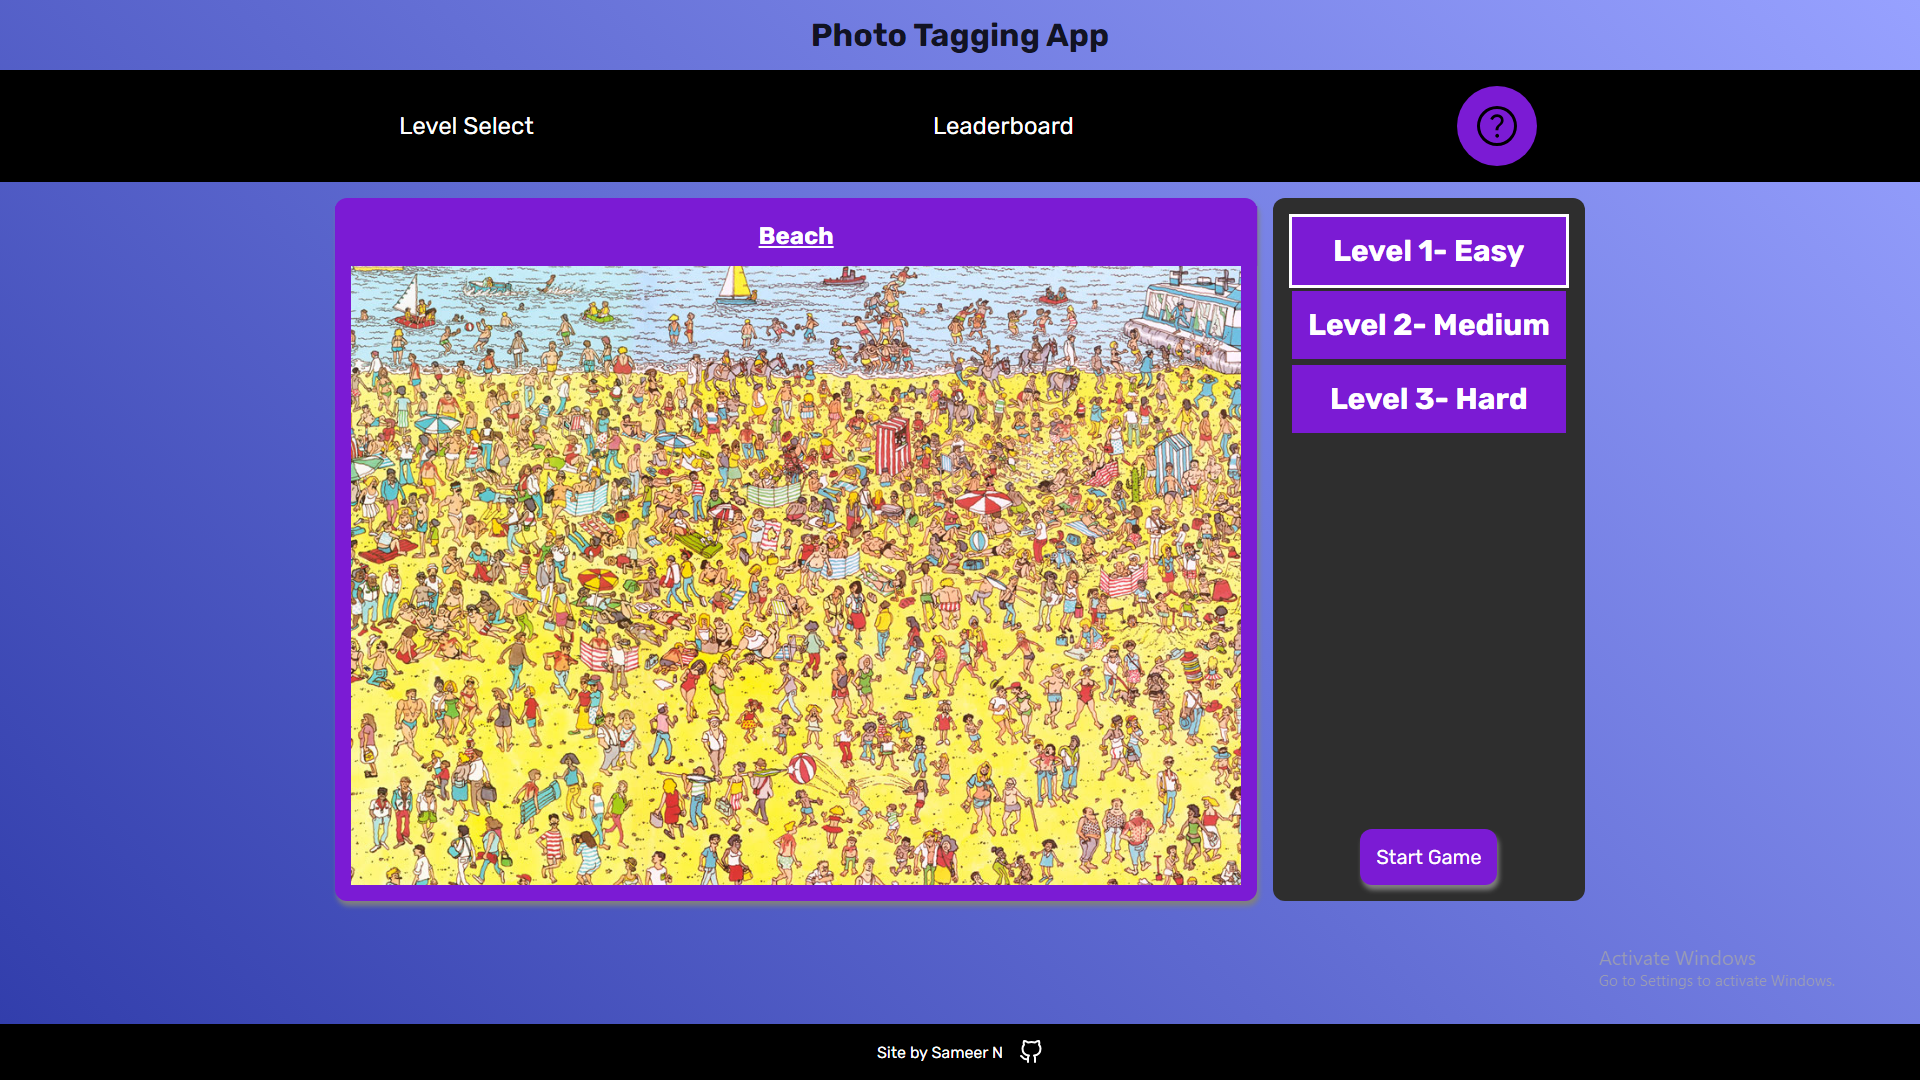 Photo Tagging App
Level Select
Leaderboard
?
Beach
Level 1- Easy
Level 2- Medium
Level 3- Hard
Start Game
Activate Windows
Go to Settings to activate Windows.
Site by Sameer N